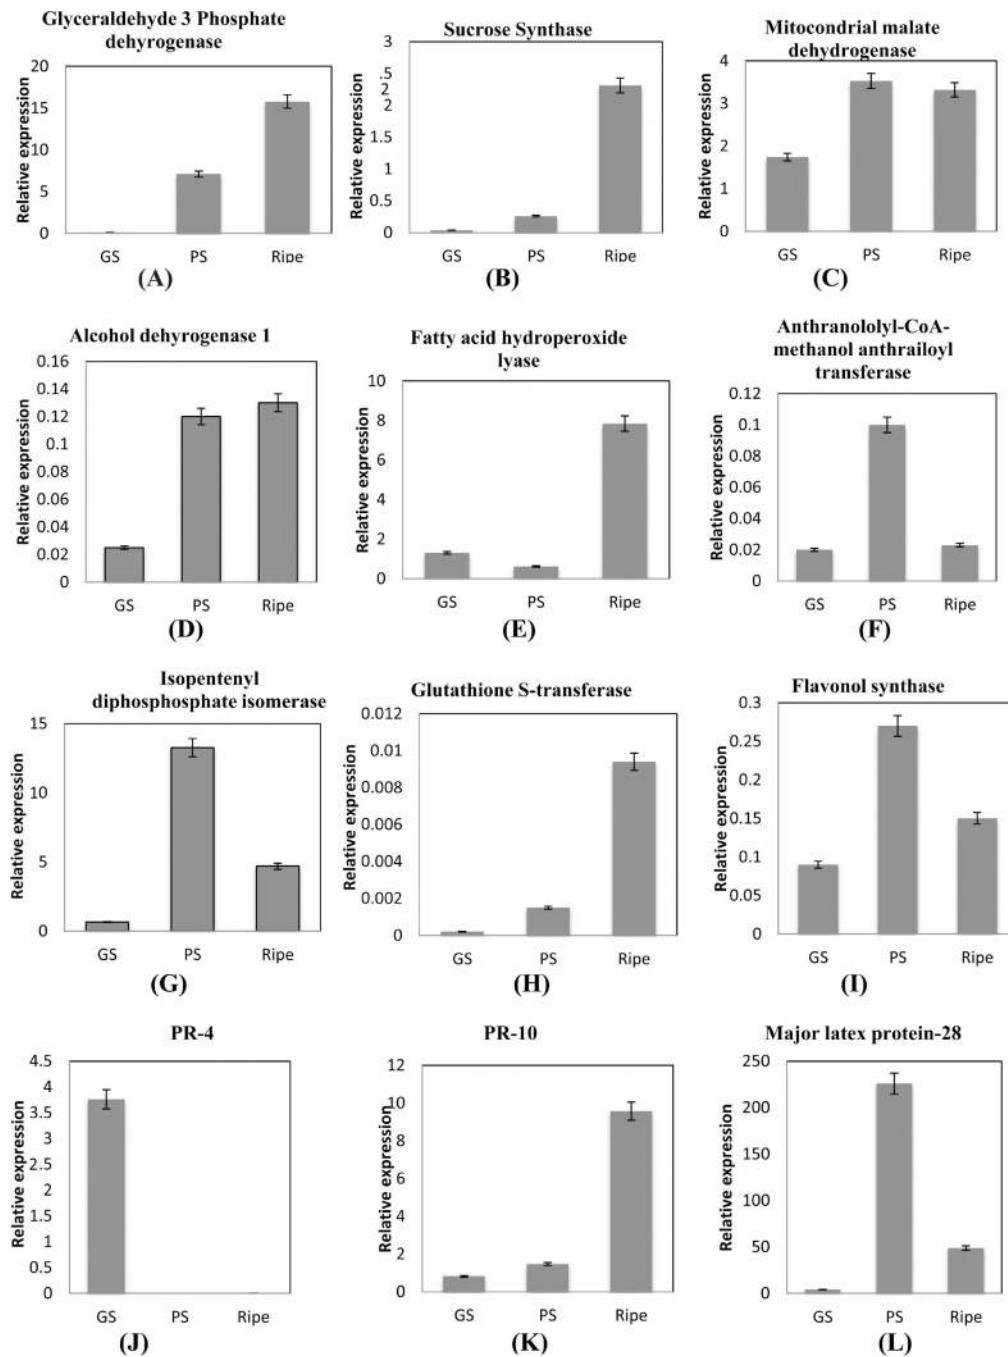 Glyceraldehyde 3 Phosphate
dehyrogenase
Relative expression
20
15
10
5
0
GS PS Ripe
(A)
Sucrose Synthase
Relative expression
3
.5
2
2
1.5
1
0.5
0
GS PS Ripe
(B)
Mitocondrial malate
dehydrogenase
Relative expression
4
3
2
1
0
GS PS Ripe
(C)
Alcohol dehyrogenase 1
Relative expression
0.16
0.14
0.12
0.1
0.08
0.06
0.04
0.02
0
GS PS Ripe
(D)
Fatty acid hydroperoxide
lyase
Relative expression
10
8
6
4
2
0
GS PS Ripe
(E)
Anthranololyl-CoA-
methanol anthrailoyl
transferase
Relative expression
0.12
0.1
0.08
0.06
0.04
0.02
0
GS PS Ripe
(F)
Isopentenyl
diphosphosphate isomerase
Relative expression
15
10
5
0
GS PS Ripe
(G)
Glutathione S-transferase
Relative expression
0.012
0.01
0.008
0.006
0.004
0.002
0
GS PS Ripe
(H)
Flavonol synthase
Relative expression
0.3
0.25
0.2
0.15
0.1
0.05
0
GS PS Ripe
(I)
PR-4
Relative expression
4.5
4
3.5
3
2.5
2
1.5
1
0.5
0
GS PS Ripe
(J)
PR-10
Relative expression
12
10
8
6
4
2
0
GS PS Ripe
(K)
Major latex protein-28
Relative expression
250
200
150
100
50
0
GS PS Ripe
(L)